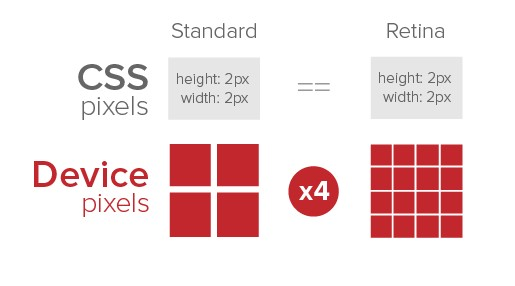 Standard
Retina
CSS
pixels
height: 2px
width: 2px
==
height: 2px
width: 2px
Device
pixels
x4